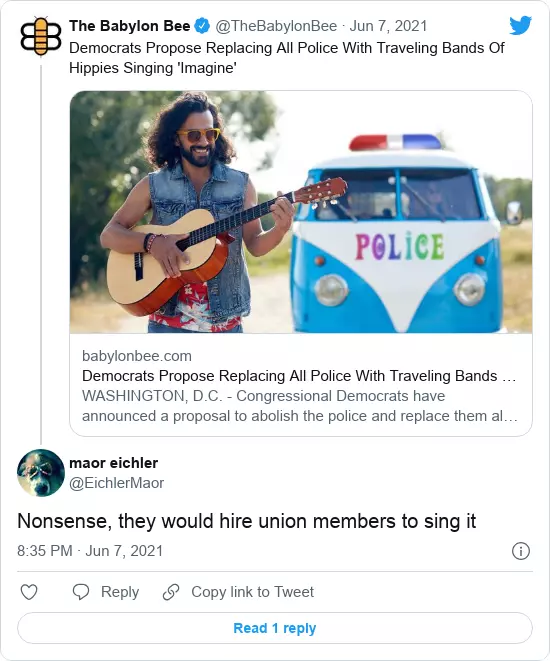 The Babylon Bee @TheBabylonBee · Jun 7, 2021
Democrats Propose Replacing All Police With Traveling Bands Of
Hippies Singing 'Imagine'
POLICE
babylonbee.com
Democrats Propose Replacing All Police With Traveling Bands …
WASHINGTON, D.C. - Congressional Democrats have
announced a proposal to abolish the police and replace them al…
maor eichler
@EichlerMaor
Nonsense, they would hire union members to sing it
8:35 PM · Jun 7, 2021
Reply
Copy link to Tweet
Read 1 reply